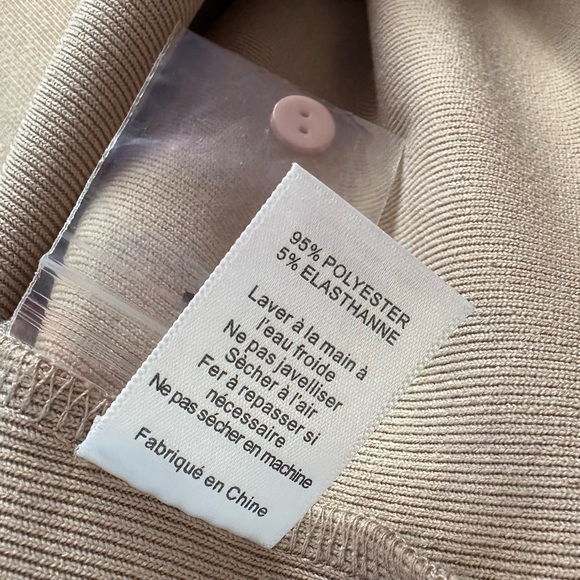 95% POLYESTER
5% ELASTHANNE
Laver à la main à
l'eau froide
Ne pas javelliser
Sècher à l'air
Fer à repasser si
nécessaire
Ne pas sécher en machine
Fabriqué en Chine